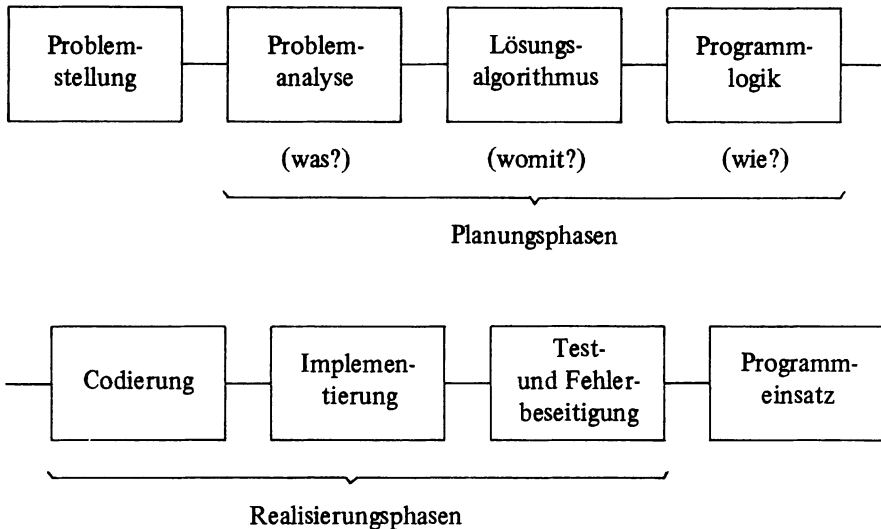 Problem-
stellung
Problem-
analyse
Lösungs-
algorithmus
Programm-
logik
(was?)
(womit?)
(wie?)
Planungsphasen
Codierung
Implemen-
tierung
Test-
und Fehler-
beseitigung
Programm-
einsatz
Realisierungsphasen